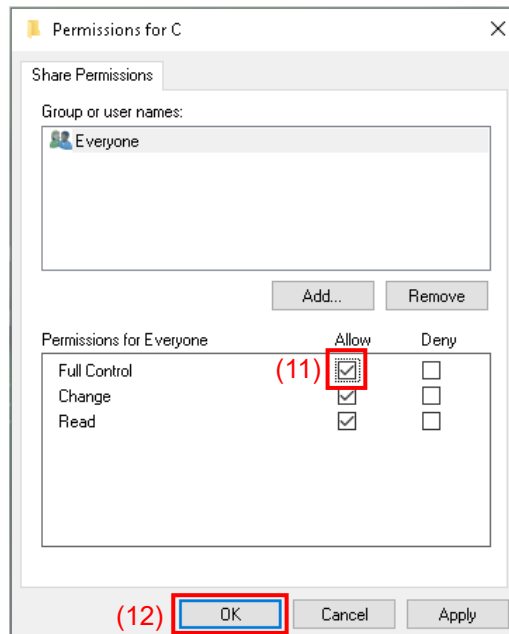 Permissions for C
Share Permissions
Group or user names:
Everyone
Add... Remove
Permissions for Everyone Allow Deny
Full Control (11)
Change
Read
(12) OK Cancel Apply